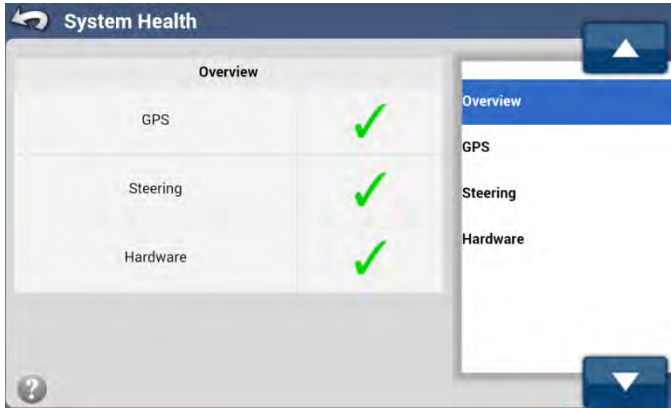 System Health
Overview
GPS
Steering
Hardware
Overview
GPS
Steering
Hardware
?